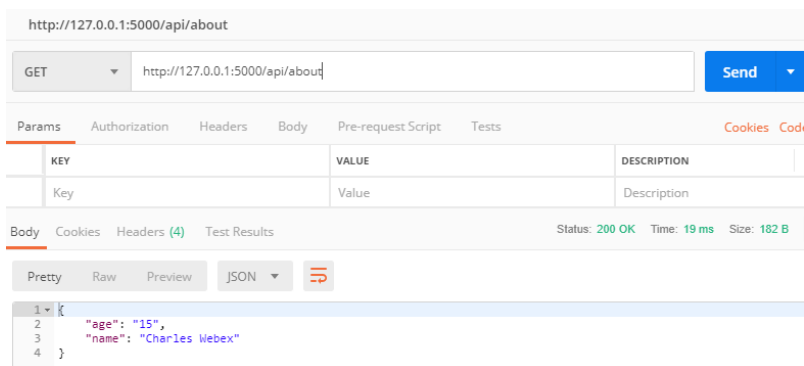 http://127.0.0.1:5000/api/about
GET http://127.0.0.1:5000/api/about Send
Params Authorization Headers Body Pre-request Script Tests Cookies Code
KEY VALUE DESCRIPTION
Key Value Description
Body Cookies Headers (4) Test Results Status: 200 OK Time: 19 ms Size: 182 B
Pretty Raw Preview JSON
1 {
2 "age": "15",
3 "name": "Charles Webex"
4 }